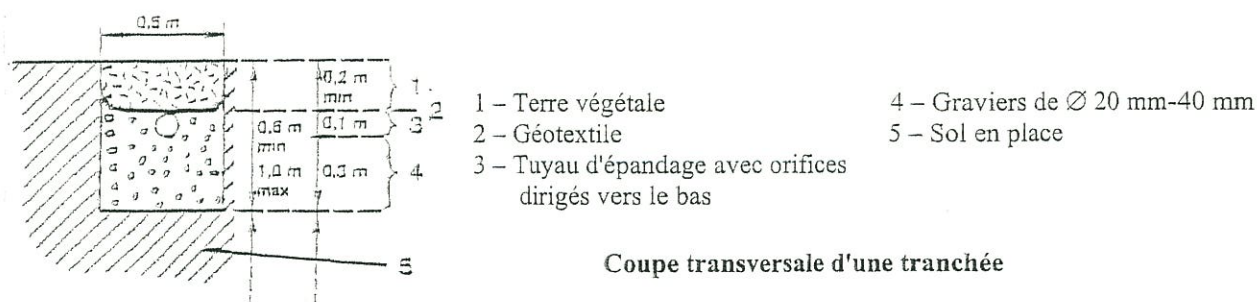 0,5 m
0,2 m
min
1
2
0,6 m
min
0,1 m
3
1,0 m
max
0,3 m
4
5
1 – Terre végétale
2 – Géotextile
3 – Tuyau d'épandage avec orifices
dirigés vers le bas
4 – Graviers de ∅ 20 mm-40 mm
5 – Sol en place
Coupe transversale d'une tranchée